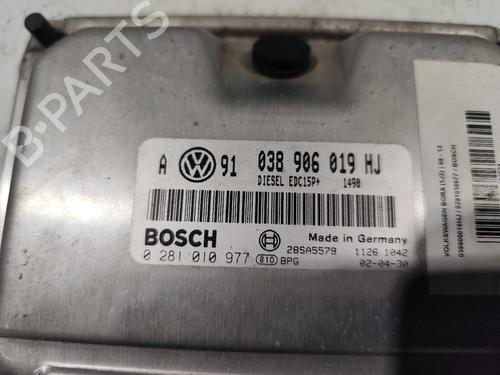 B-PARTS
A 91 038 906 019 HJ
DIESEL EDC15P+ 1490
BOSCH
Made in Germany
28SA5579 1126 1042
0 281 010 977 810 BPG 02-04-30
VOLKSWAGEN BORA (1J2) | 98 - 13
038906019HJ / 0281010977 / BOSCH